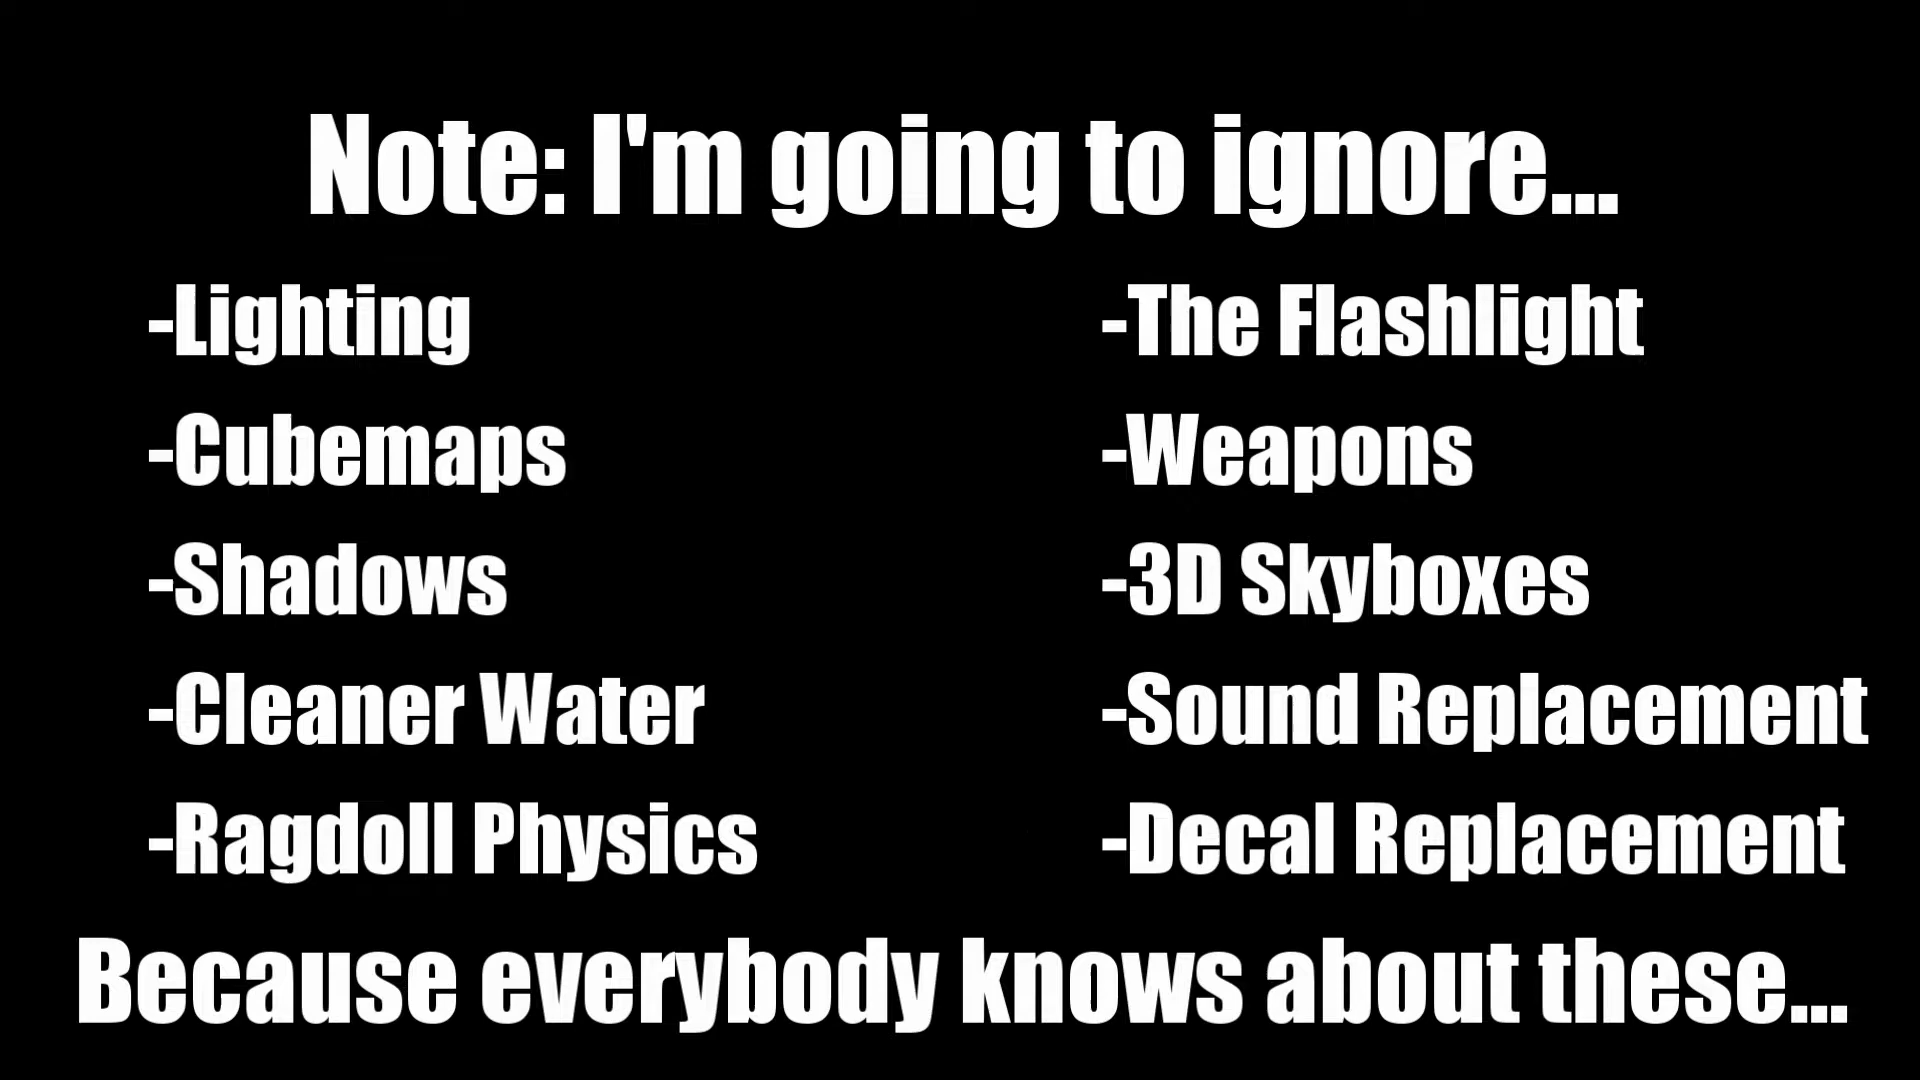 Note: I'm going to ignore...
-Lighting
-Cubemaps
-Shadows
-Cleaner Water
-Ragdoll Physics
-The Flashlight
-Weapons
-3D Skyboxes
-Sound Replacement
-Decal Replacement
Because everybody knows about these...